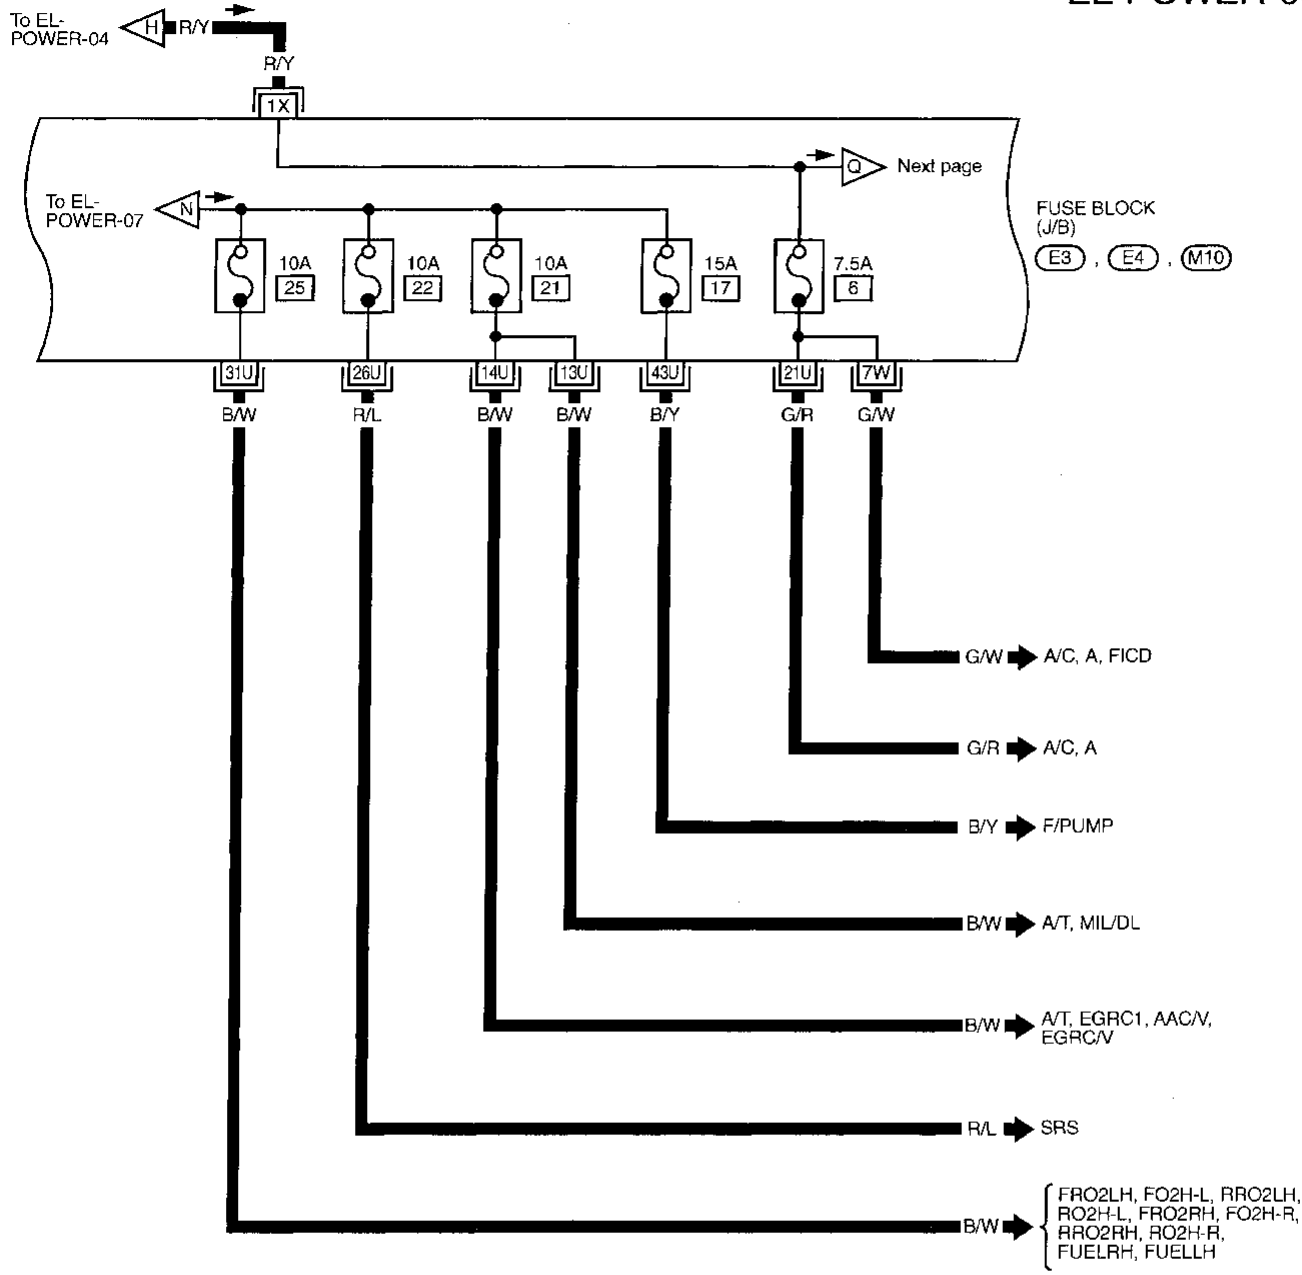 To EL-
POWER-04
H
R/Y
R/Y
1X
Q
Next page
To EL-
POWER-07
N
FUSE BLOCK
(J/B)
E3 , E4 , M10
10A
25
10A
22
10A
21
15A
17
7.5A
6
31U
26U
14U
13U
43U
21U
7W
B/W
R/L
B/W
B/W
B/Y
G/R
G/W
G/W
A/C, A, FICD
G/R
A/C, A
B/Y
F/PUMP
B/W
A/T, MIL/DL
B/W
A/T, EGRC1, AAC/V,
EGRC/V
R/L
SRS
B/W
FRO2LH, FO2H-L, RRO2LH,
RO2H-L, FRO2RH, FO2H-R,
RRO2RH, RO2H-R,
FUELRH, FUELLH